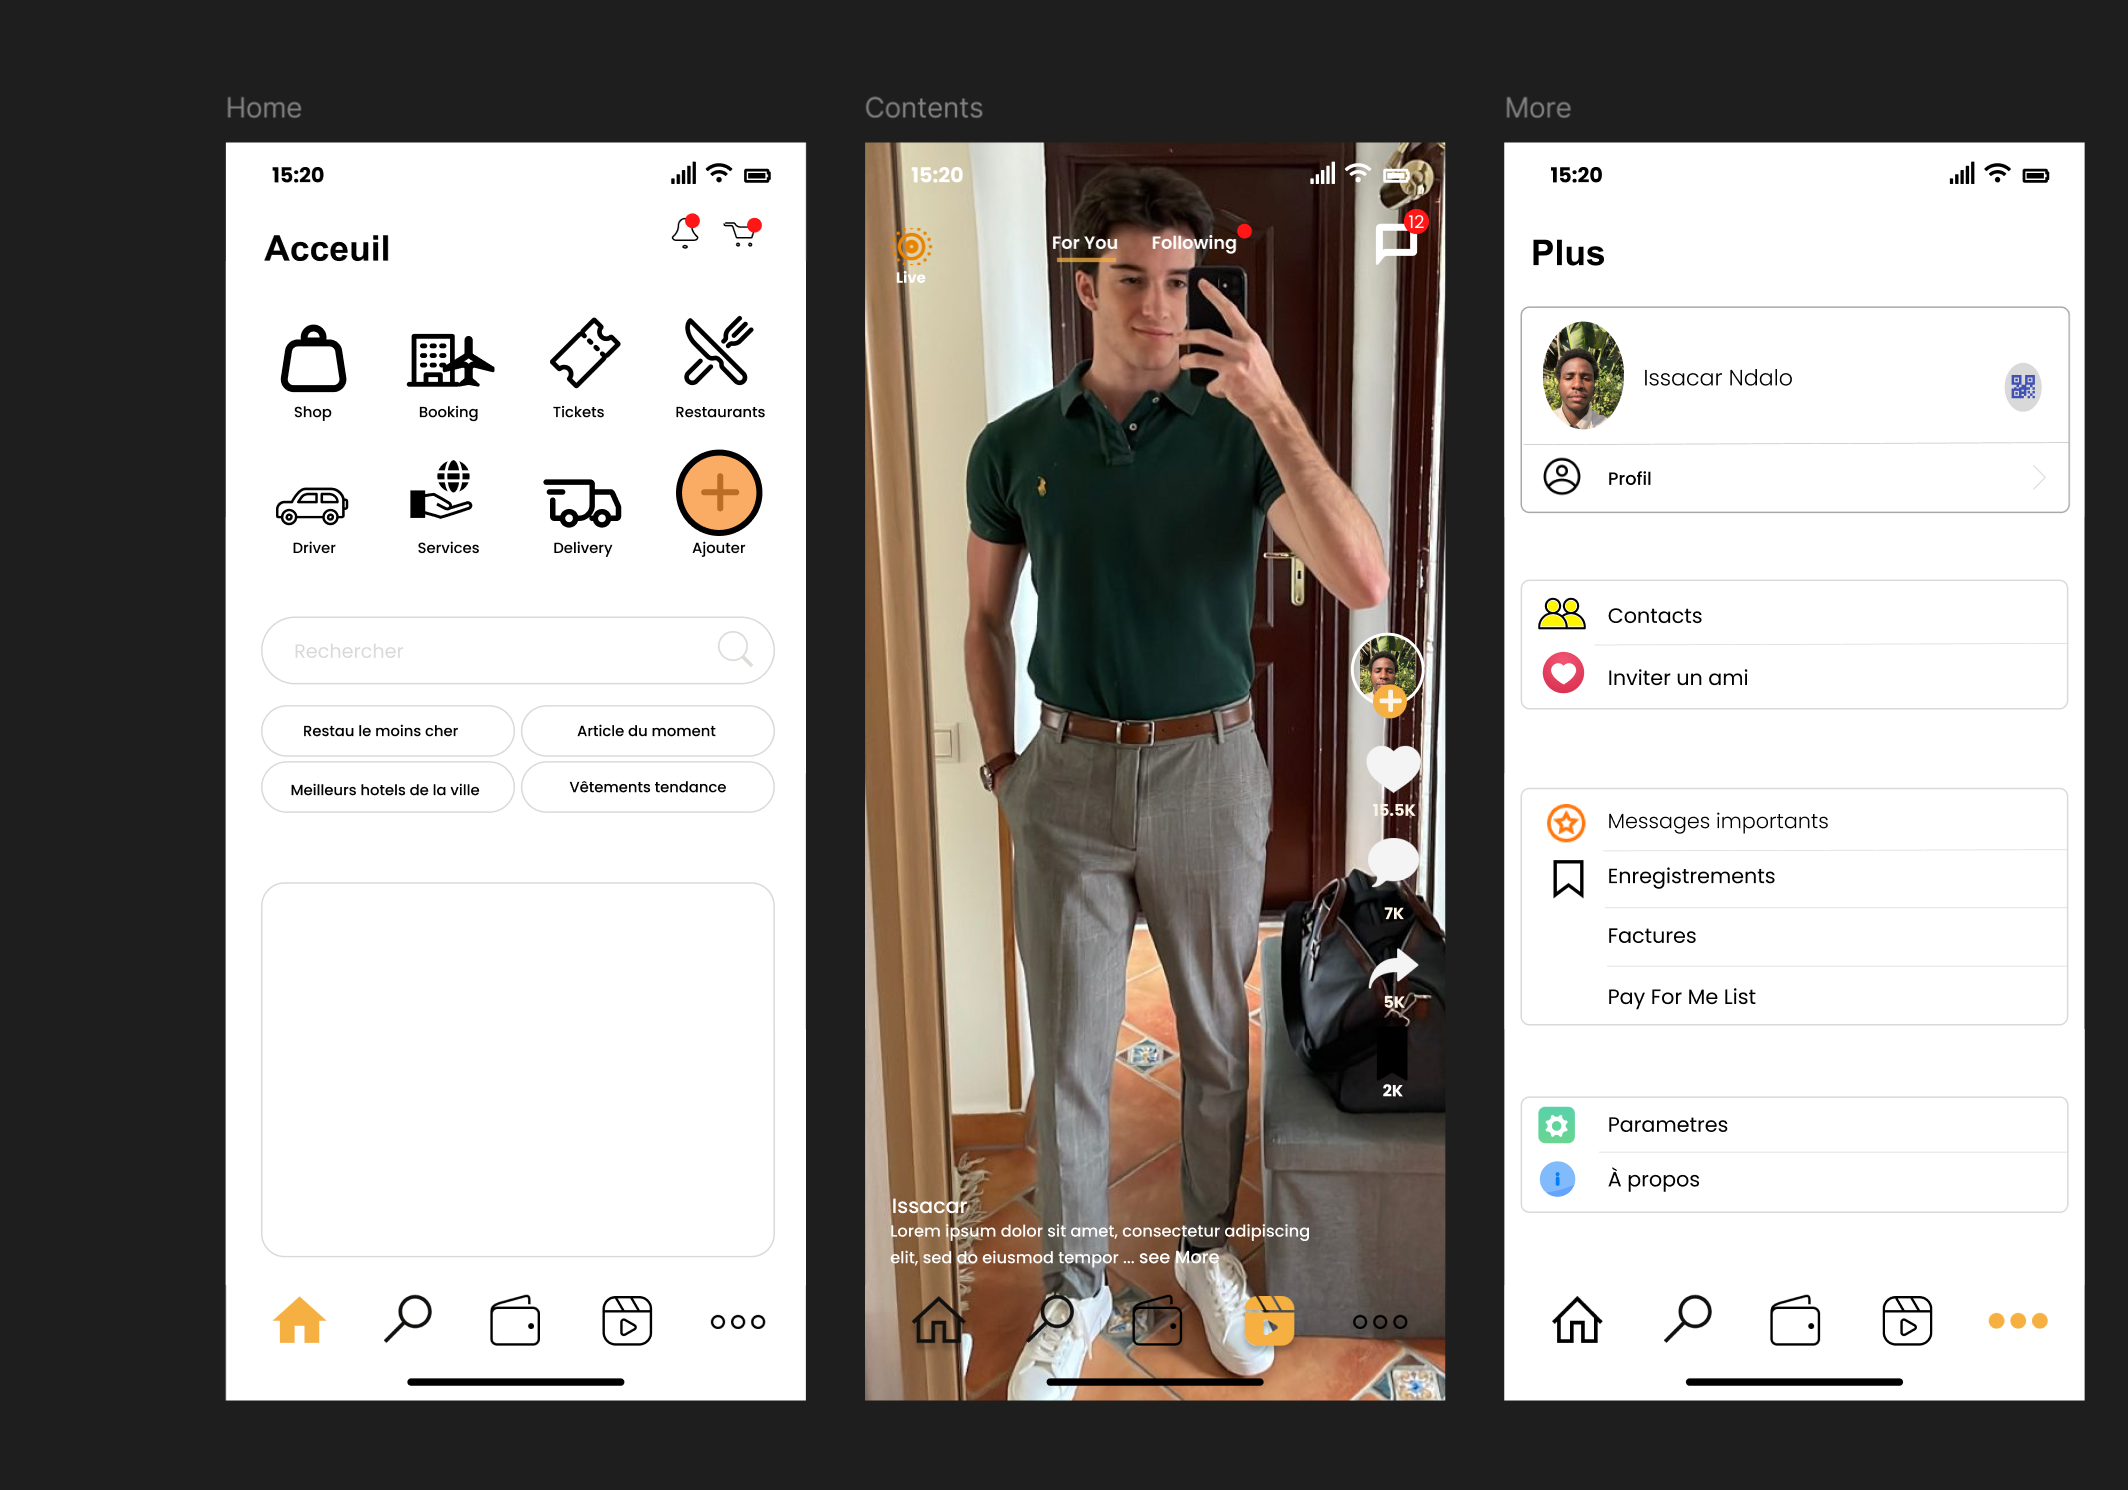 Home
15:20
Acceuil
Shop
Booking
Tickets
Restaurants
Driver
Services
Delivery
Ajouter
Rechercher
Restau le moins cher
Article du moment
Meilleurs hotels de la ville
Vêtements tendance
Contents
15:20
12
Live
For You
Following
15.5K
7K
5K
2K
Issacar
Lorem ipsum dolor sit amet, consectetur adipiscing
elit, sed do eiusmod tempor ... see More
More
15:20
Plus
Issacar Ndalo
Profil
Contacts
Inviter un ami
Messages importants
Enregistrements
Factures
Pay For Me List
Parametres
À propos